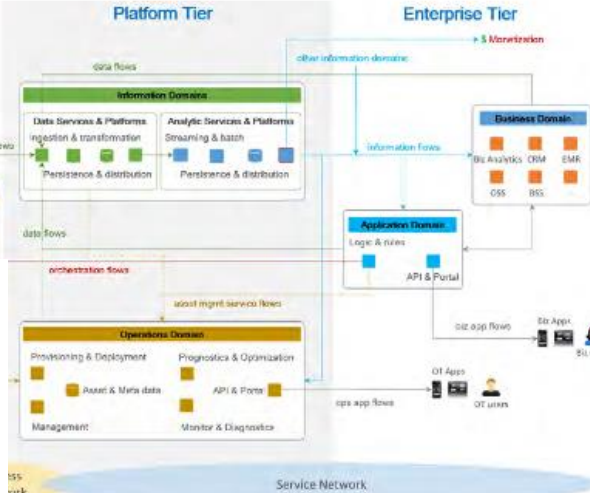 Platform Tier
Enterprise Tier
$ Monetization
other information domains
data flows
Information Domains
Business Domain
Data Services & Platforms
Analytic Services & Platforms
Ingestion & transformation
Streaming & batch
Persistence & distribution
Persistence & distribution
information flows
Biz Analytics
CRM
EMR
OSS
BSS
Application Domain
Logic & rules
API & Portal
data flows
orchestration flows
asset mgmt service flows
Operations Domain
Provisioning & Deployment
Prognostics & Optimization
Asset & Meta data
API & Portal
Management
Monitor & Diagnostics
biz app flows
Biz Apps
OT Apps
ops app flows
OT users
Service Network